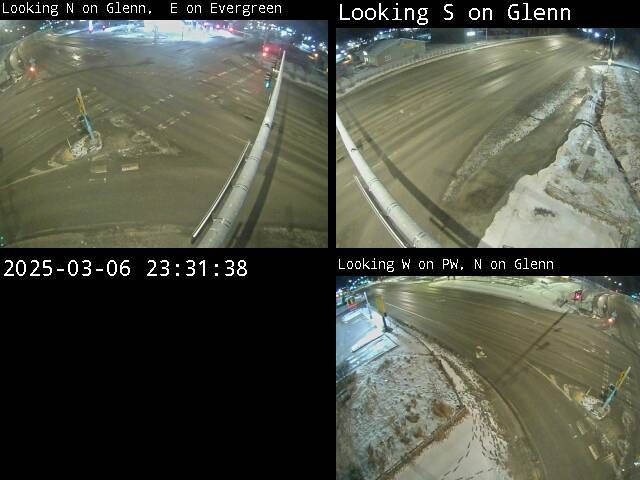 Looking N on Glenn,  E on Evergreen
Looking S on Glenn
2025-03-06 23:31:38
Looking W on PW, N on Glenn